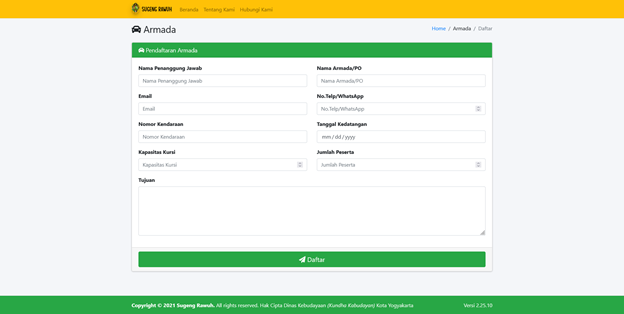 SUGENG RAWUH Beranda Tentang Kami Hubungi Kami
Armada
Home / Armada / Daftar
Pendaftaran Armada
Nama Penanggung Jawab
Nama Penanggung Jawab
Nama Armada/PO
Nama Armada/PO
Email
Email
No.Telp/WhatsApp
No.Telp/WhatsApp
Nomor Kendaraan
Nomor Kendaraan
Tanggal Kedatangan
mm/dd/yyyy
Kapasitas Kursi
Kapasitas Kursi
Jumlah Peserta
Jumlah Peserta
Tujuan
Daftar
Copyright © 2021 Sugeng Rawuh. All rights reserved. Hak Cipta Dinas Kebudayaan (Kundha Kabudayan) Kota Yogyakarta.
Versi 2.25.10